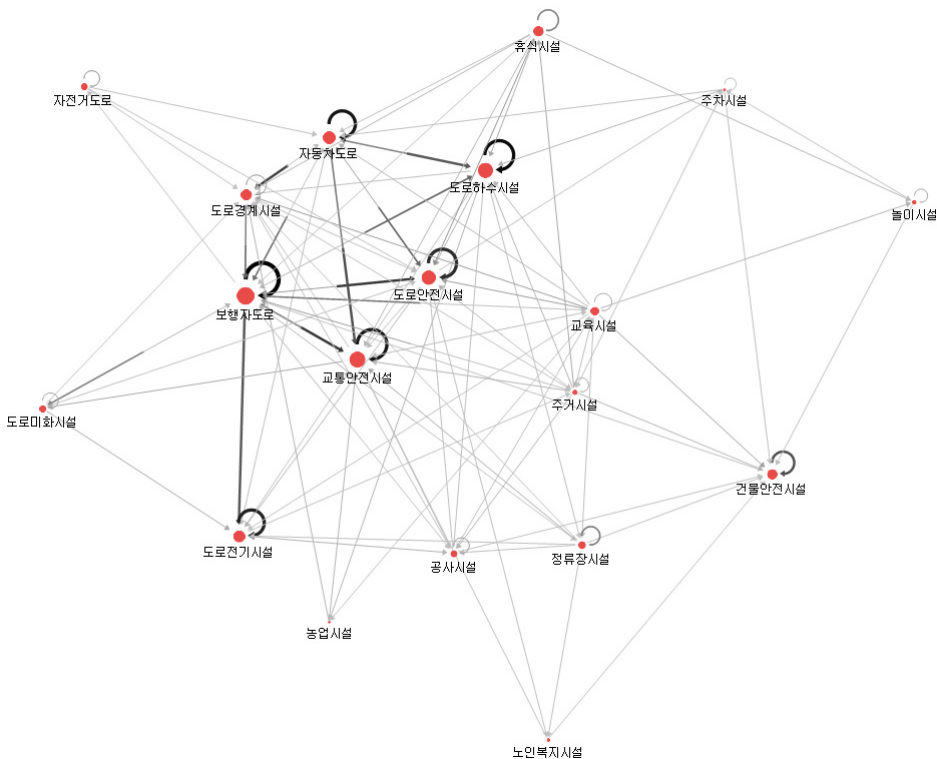 휴식시설
자전거도로
주차시설
자동차도로
도로하수시설
도로경계시설
놀이시설
도로안전시설
보행자도로
교육시설
교통안전시설
주거시설
도로미화시설
건물안전시설
도로전기시설
공사시설
정류장시설
농업시설
노인복지시설